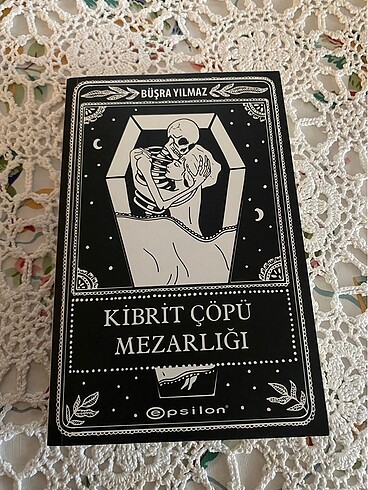 BÜŞRA YILMAZ
KİBRİT ÇÖPÜ
MEZARLIĞI
epsilon®